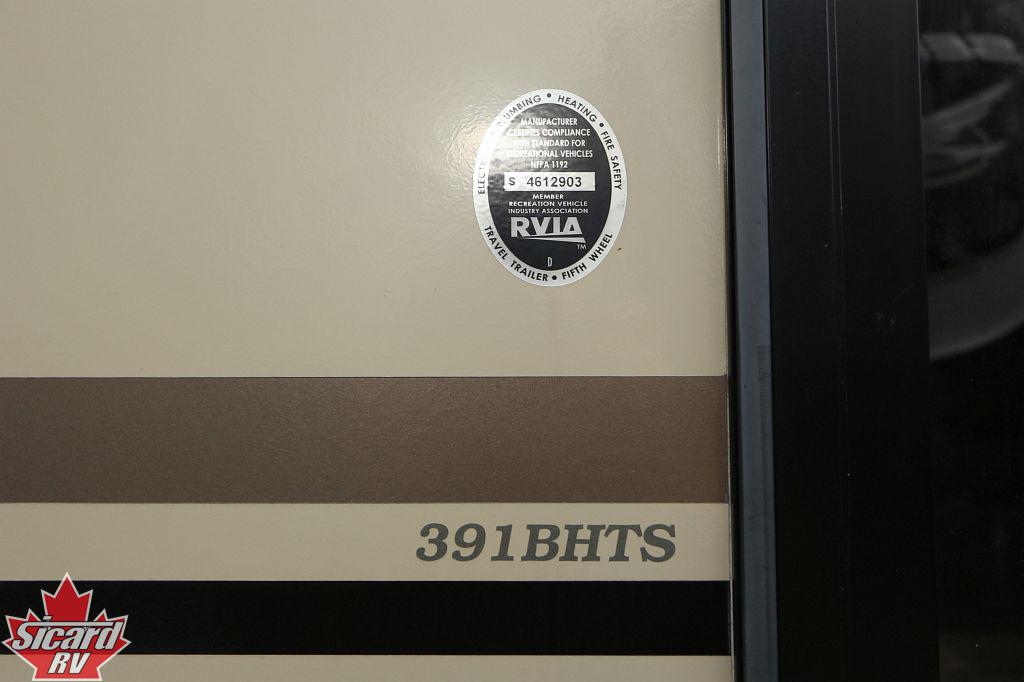 PLUMBING • HEATING • FIRE SAFETY
MANUFACTURER
CERTIFIES COMPLIANCE
WITH STANDARD FOR
RECREATIONAL VEHICLES
NFPA 1192
S 4612903
MEMBER
RECREATION VEHICLE
INDUSTRY ASSOCIATION
RVIA
TM
D
TRAVEL TRAILER • FIFTH WHEEL
391BHTS
Sicard
RV